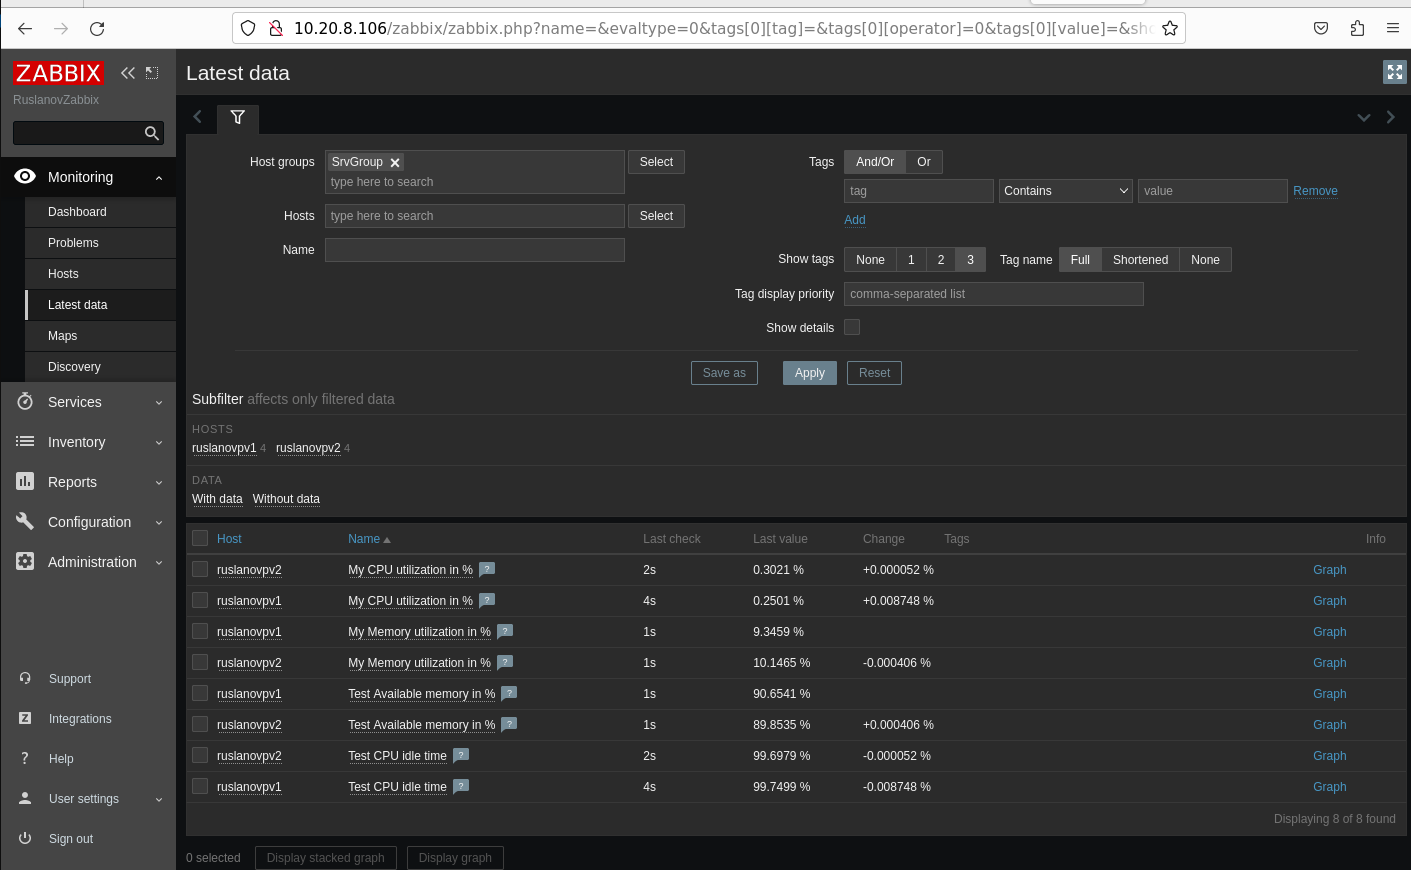 10.20.8.106/zabbix/zabbix.php?name=&evaltype=0&tags[0][tag]=&tags[0][operator]=0&tags[0][value]=&sho
ZABBIX
RuslanovZabbix
Monitoring
Dashboard
Problems
Hosts
Latest data
Maps
Discovery
Services
Inventory
Reports
Configuration
Administration
Support
Integrations
Help
User settings
Sign out
Latest data
Host groups SrvGroup Select
type here to search
Hosts type here to search Select
Name
Tags And/Or Or
tag Contains value Remove
Add
Show tags None 1 2 3 Tag name Full Shortened None
Tag display priority comma-separated list
Show details
Save as Apply Reset
Subfilter affects only filtered data
HOSTS
ruslanovpv1 4 ruslanovpv2 4
DATA
With data Without data
Host Name Last check Last value Change Tags Info
ruslanovpv2 My CPU utilization in % ? 2s 0.3021 % +0.000052 % Graph
ruslanovpv1 My CPU utilization in % ? 4s 0.2501 % +0.008748 % Graph
ruslanovpv1 My Memory utilization in % ? 1s 9.3459 % Graph
ruslanovpv2 My Memory utilization in % ? 1s 10.1465 % -0.000406 % Graph
ruslanovpv1 Test Available memory in % ? 1s 90.6541 % Graph
ruslanovpv2 Test Available memory in % ? 1s 89.8535 % +0.000406 % Graph
ruslanovpv2 Test CPU idle time ? 2s 99.6979 % -0.000052 % Graph
ruslanovpv1 Test CPU idle time ? 4s 99.7499 % -0.008748 % Graph
Displaying 8 of 8 found
0 selected Display stacked graph Display graph